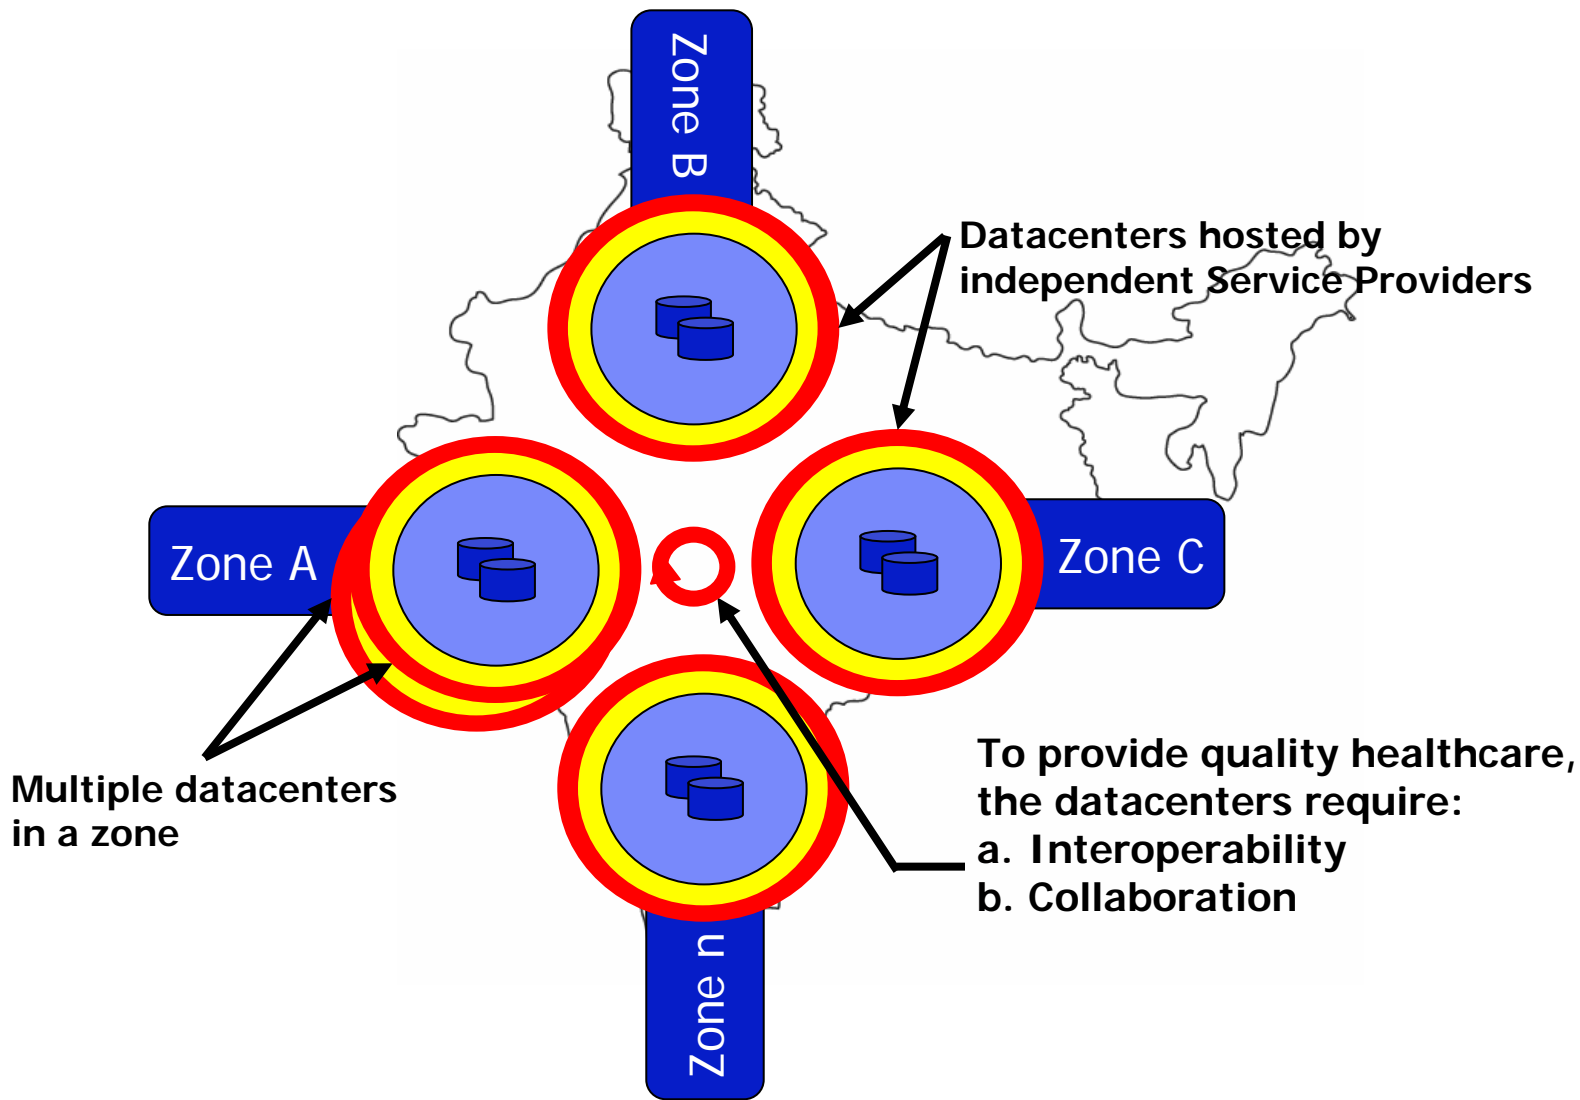 Zone B
Datacenters hosted by
independent Service Providers
Zone A
Zone C
Multiple datacenters
in a zone
To provide quality healthcare,
the datacenters require:
a. Interoperability
b. Collaboration
Zone n